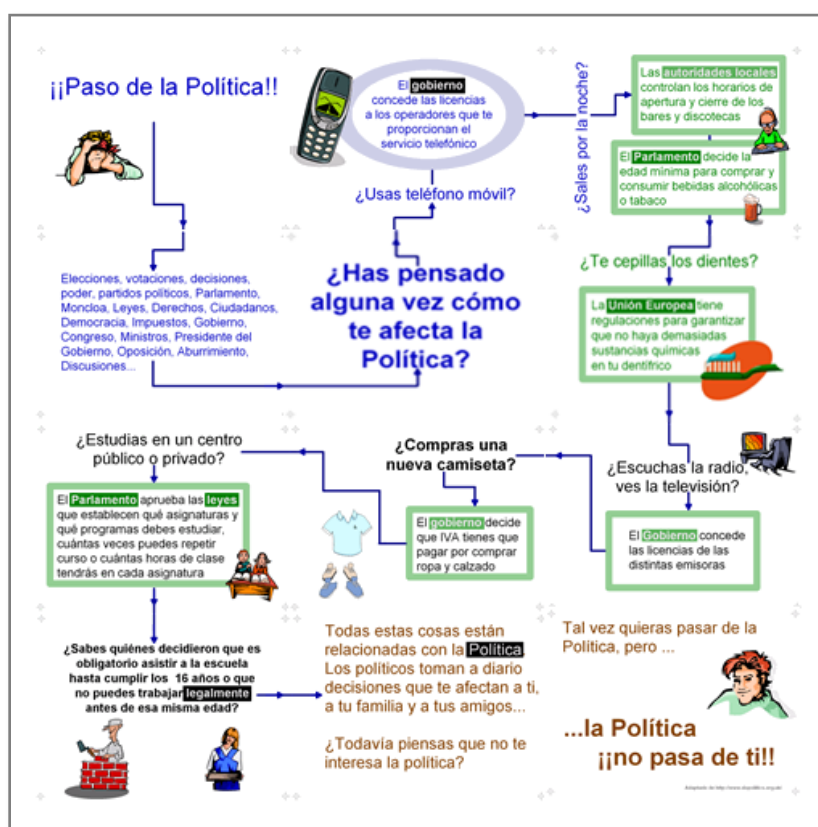 ¡¡Paso de la Política!!
Elecciones, votaciones, decisiones,
poder, partidos políticos, Parlamento,
Moncloa, Leyes, Derechos, Ciudadanos,
Democracia, Impuestos, Gobierno,
Congreso, Ministros, Presidente del
Gobierno, Oposición, Aburrimiento,
Discusiones...
¿Has pensado
alguna vez cómo
te afecta la
Política?
¿Usas teléfono móvil?
El gobierno
concede las licencias
a los operadores que te
proporcionan el
servicio telefónico
¿Sales por la noche?
Las autoridades locales
controlan los horarios de
apertura y cierre de los
bares y discotecas
El Parlamento decide la
edad mínima para comprar y
consumir bebidas alcohólicas
o tabaco
¿Te cepillas los dientes?
La Unión Europea tiene
regulaciones para garantizar
que no haya demasiadas
sustancias químicas
en tu dentífrico
¿Escuchas la radio,
ves la televisión?
El Gobierno concede
las licencias de las
distintas emisoras
¿Compras una
nueva camiseta?
El gobierno decide
que IVA tienes que
pagar por comprar
ropa y calzado
¿Estudias en un centro
público o privado?
El Parlamento aprueba las leyes
que establecen qué asignaturas y
qué programas debes estudiar,
cuántas veces puedes repetir
curso o cuántas horas de clase
tendrás en cada asignatura
¿Sabes quiénes decidieron que es
obligatorio asistir a la escuela
hasta cumplir los 16 años o que
no puedes trabajar legalmente
antes de esa misma edad?
Todas estas cosas están
relacionadas con la Política.
Los políticos toman a diario
decisiones que te afectan a ti,
a tu familia y a tus amigos...
¿Todavía piensas que no te
interesa la política?
Tal vez quieras pasar de la
Política, pero ...
...la Política
¡¡no pasa de ti!!